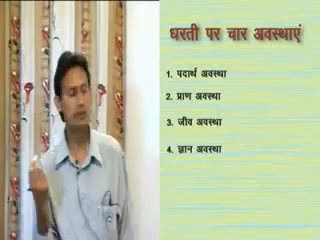 धरती पर चार अवस्थाएं
1. पदार्थ अवस्था
2. प्राण अवस्था
3. जीव अवस्था
4. ज्ञान अवस्था